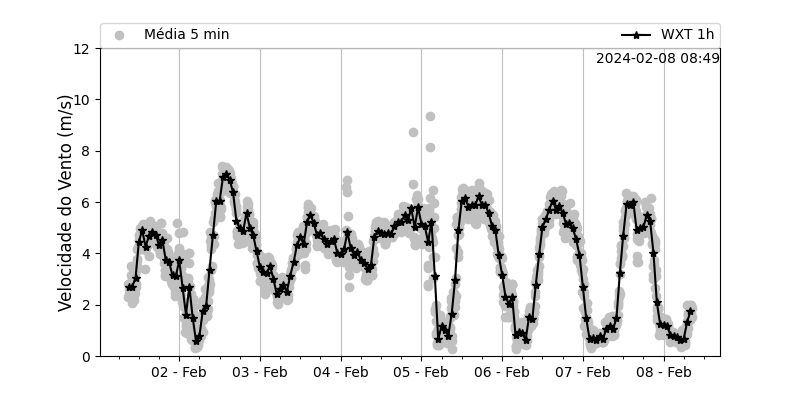 Média 5 min
WXT 1h
2024-02-08 08:49
Velocidade do Vento (m/s)
12
10
8
6
4
2
0
02 - Feb
03 - Feb
04 - Feb
05 - Feb
06 - Feb
07 - Feb
08 - Feb